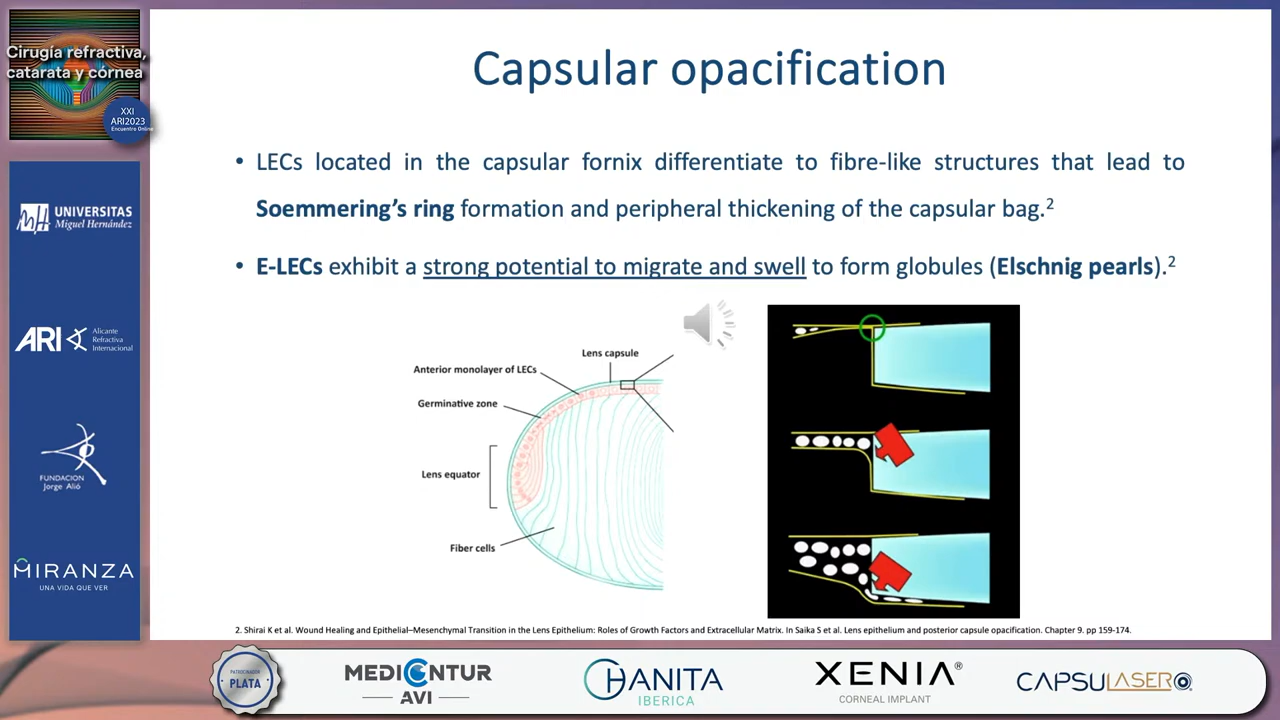 Cirugía refractiva,
catarata y córnea
XXI
ARI2023
Encuentro Online
Capsular opacification
• LECs located in the capsular fornix differentiate to fibre-like structures that lead to
Soemmering's ring formation and peripheral thickening of the capsular bag.2
• E-LECs exhibit a strong potential to migrate and swell to form globules (Elschnig pearls).2
UNIVERSITAS
Miguel Hernández
ARI
Alicante
Refractiva
Internacional
FUNDACION
Jorge Alió
MIRANZA
UNA VIDA QUE VER
Lens capsule
Anterior monolayer of LECs
Germinative zone
Lens equator
Fiber cells
2. Shirai K et al. Wound Healing and Epithelial–Mesenchymal Transition in the Lens Epithelium: Roles of Growth Factors and Extracellular Matrix. In Saika S et al. Lens epithelium and posterior capsule opacification. Chapter 9. pp 159-174.
PATROCINADOR
PLATA
MEDICONTUR
AVI
HANITA
IBERICA
XENIA®
CORNEAL IMPLANT
CAPSULASER